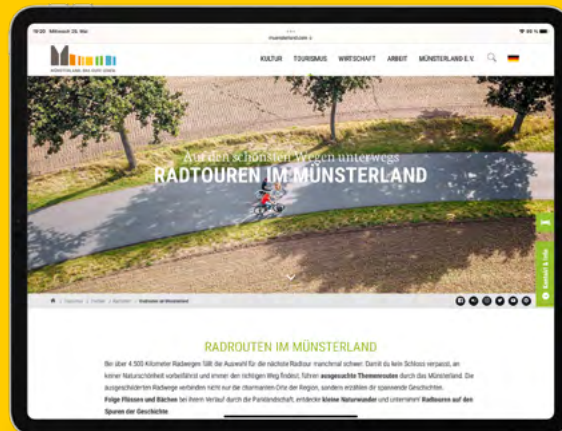 19:20 Mittwoch 28. Mai
muensterland.com
MÜNSTERLAND. DAS GUTE LEBEN.
KULTUR TOURISMUS WIRTSCHAFT ARBEIT MÜNSTERLAND E.V.
Auf den schönsten Wegen unterwegs
RADTOUREN IM MÜNSTERLAND
Kontakt & Info
RADROUTEN IM MÜNSTERLAND
Bei über 4.500 Kilometer Radwegen fällt die Auswahl für die nächste Radtour manchmal schwer. Damit du kein Schloss verpasst, an
keiner Naturschönheit vorbeifährst und immer den richtigen Weg findest, führen ausgesuchte Themenrouten durch das Münsterland. Die
ausgeschilderten Radwege verbinden nicht nur die charmanten Orte der Region, sondern erzählen dir spannende Geschichten.
Folge Flüssen und Bächen bei ihrem Verlauf durch die Parklandschaft, entdecke kleine Naturwunder und unternimm Radtouren auf den
Spuren der Geschichte.